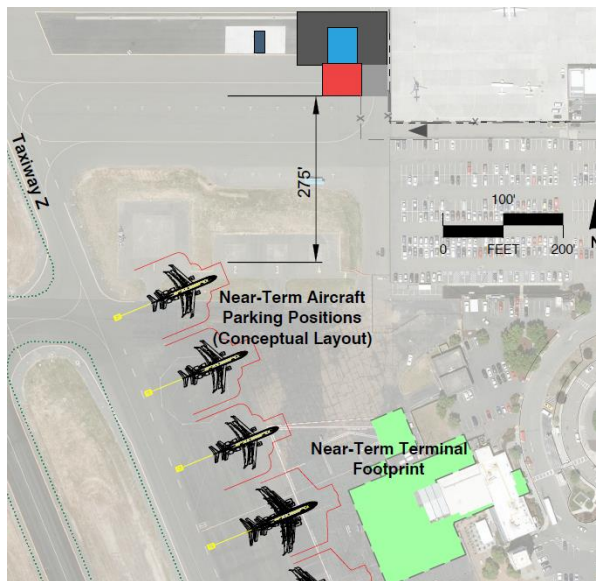 Taxiway Z
275'
100'
0 FEET 200'
N
Near-Term Aircraft
Parking Positions
(Conceptual Layout)
Near-Term Terminal
Footprint